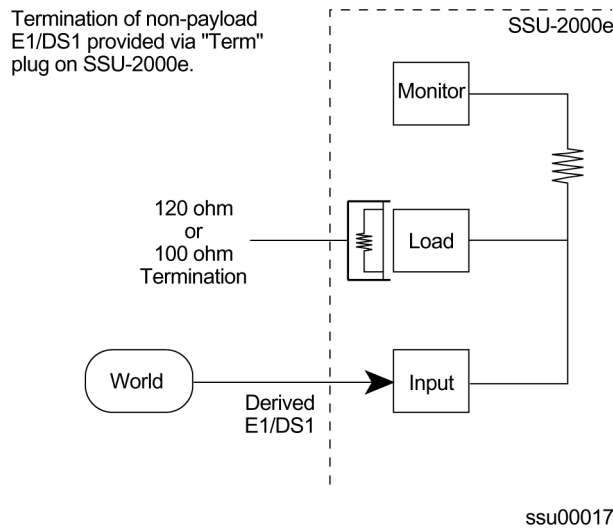 Termination of non-payload
E1/DS1 provided via "Term"
plug on SSU-2000e.
SSU-2000e
Monitor
120 ohm
or
100 ohm
Termination
Load
World
Derived
E1/DS1
Input
ssu00017